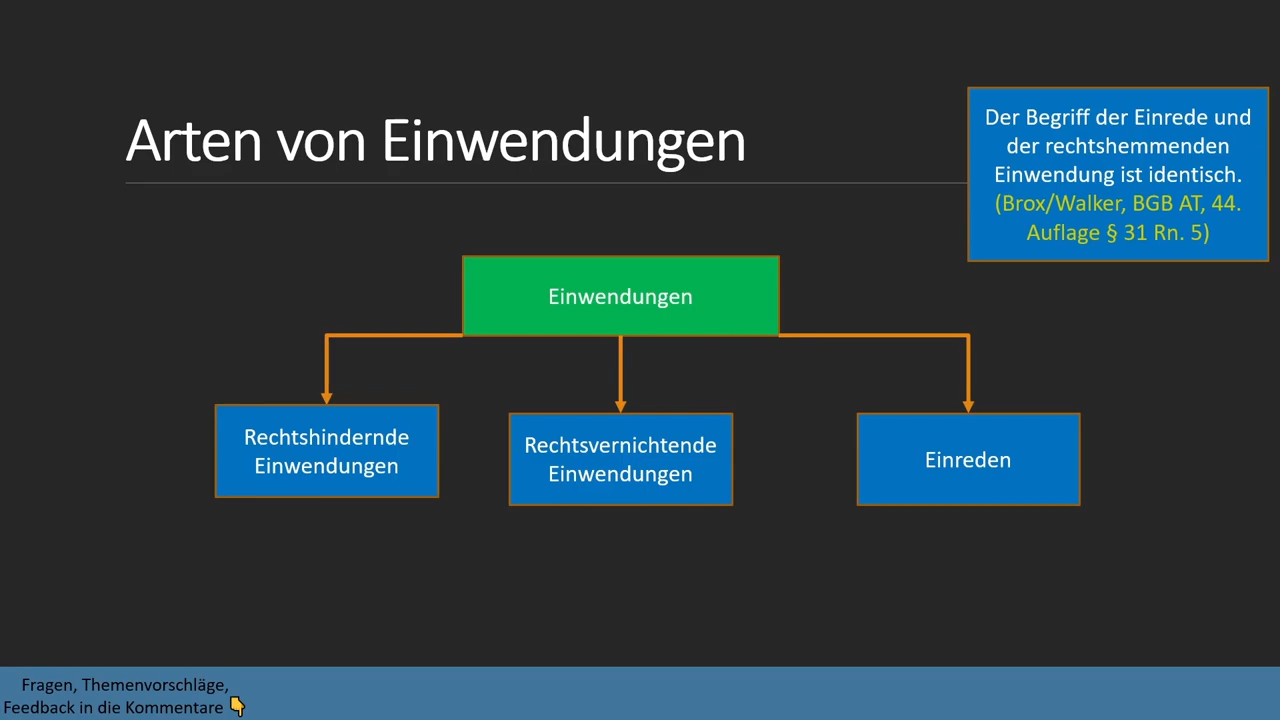 Arten von Einwendungen
Der Begriff der Einrede und
der rechtshemmenden
Einwendung ist identisch.
(Brox/Walker, BGB AT, 44.
Auflage § 31 Rn. 5)
Einwendungen
Rechtshindernde
Einwendungen
Rechtsvernichtende
Einwendungen
Einreden
Fragen, Themenvorschläge,
Feedback in die Kommentare 👇